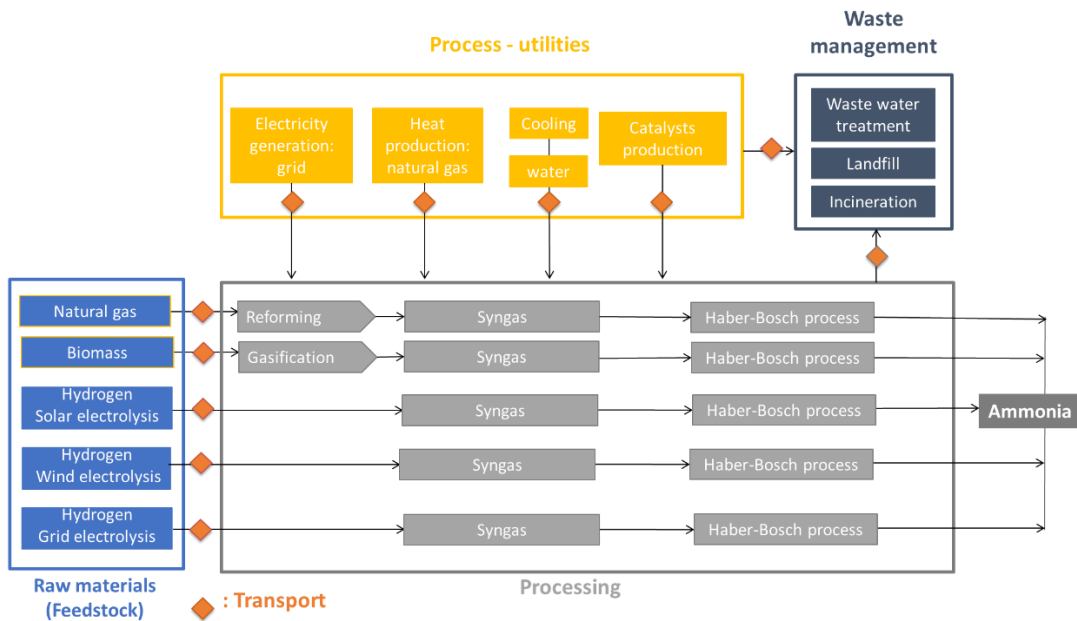 Process - utilities
Waste
management
Electricity
generation:
grid
Heat
production:
natural gas
Cooling
water
Catalysts
production
Waste water
treatment
Landfill
Incineration
Natural gas
Reforming
Syngas
Haber-Bosch process
Biomass
Gasification
Syngas
Haber-Bosch process
Hydrogen
Solar electrolysis
Syngas
Haber-Bosch process
Ammonia
Hydrogen
Wind electrolysis
Syngas
Haber-Bosch process
Hydrogen
Grid electrolysis
Syngas
Haber-Bosch process
Raw materials
(Feedstock)
Processing
: Transport